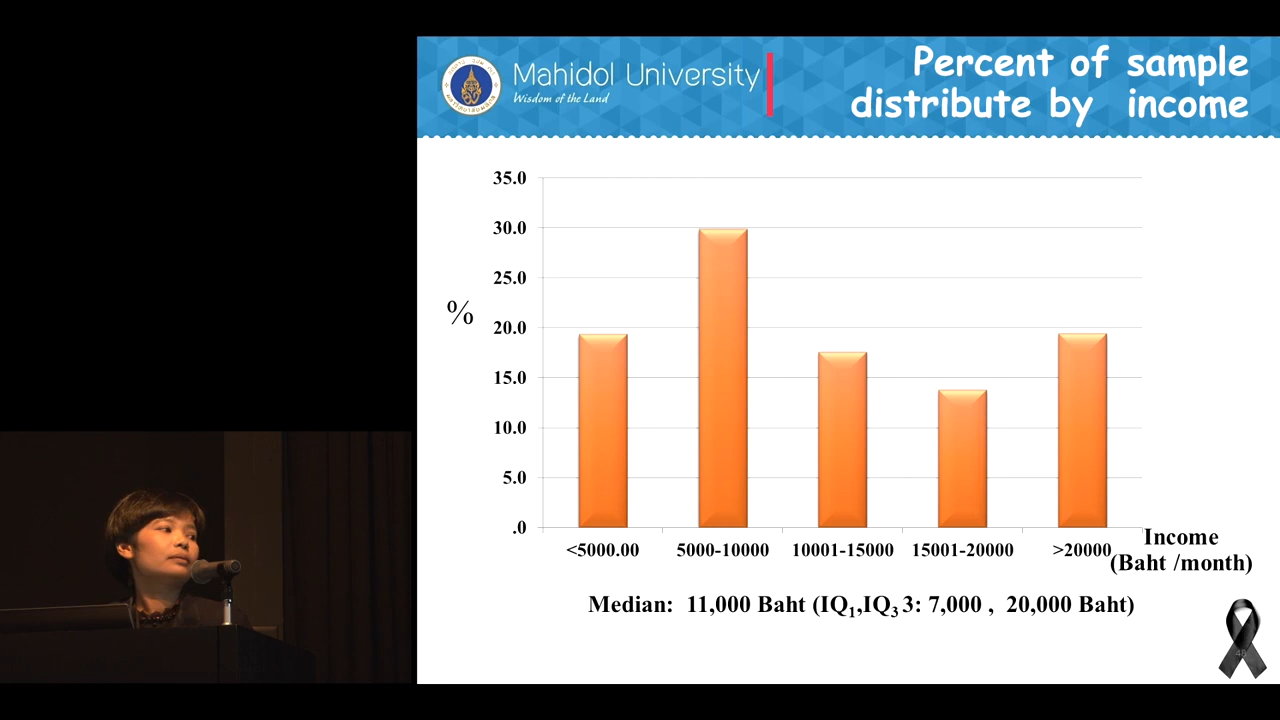 Mahidol University
Wisdom of the Land
Percent of sample
distribute by income
35.0
30.0
25.0
20.0
15.0
10.0
5.0
.0
%
<5000.00
5000-10000
10001-15000
15001-20000
>20000
Income
(Baht /month)
Median: 11,000 Baht (IQ1,IQ3 3: 7,000 , 20,000 Baht)